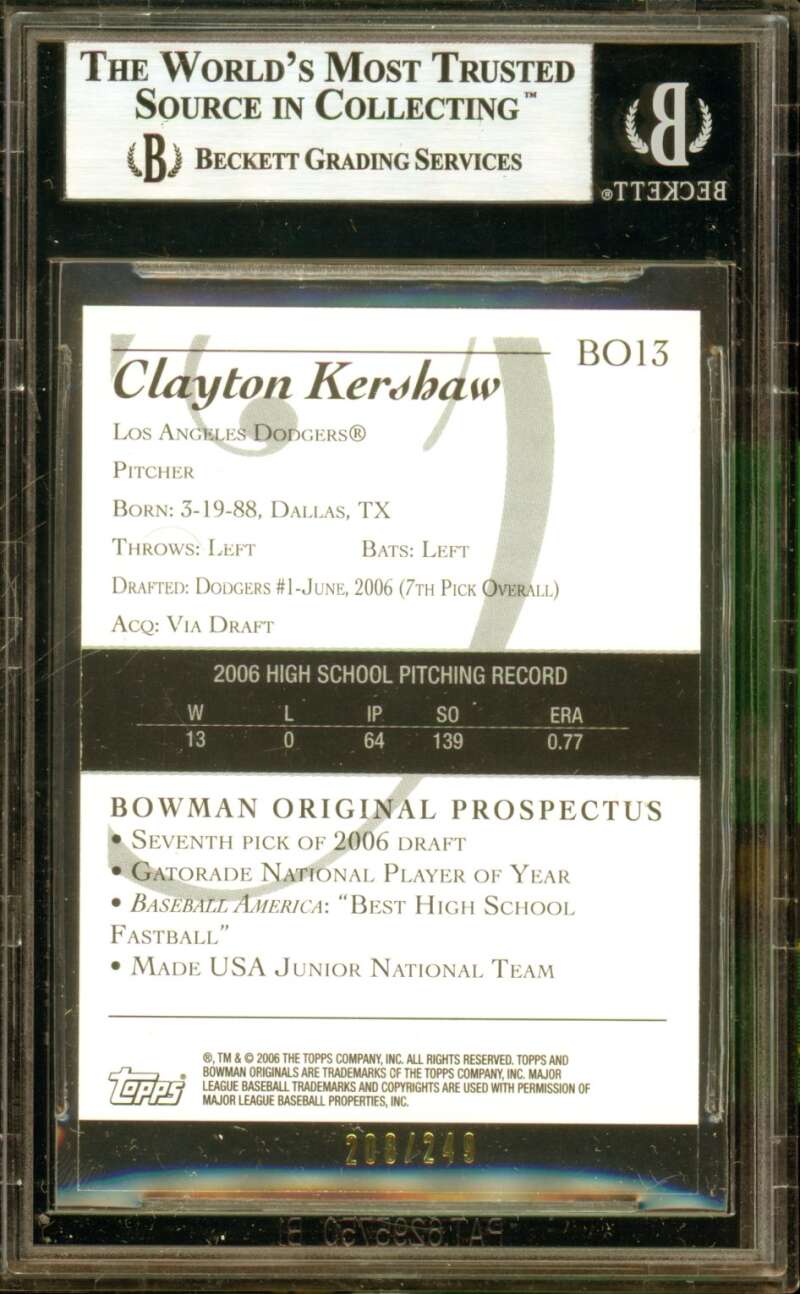 THE WORLD'S MOST TRUSTED
SOURCE IN COLLECTING™
B BECKETT GRADING SERVICES
B
BECKETT®
BO13
Clayton Kershaw
LOS ANGELES DODGERS®
PITCHER
BORN: 3-19-88, DALLAS, TX
THROWS: LEFT BATS: LEFT
DRAFTED: DODGERS #1-JUNE, 2006 (7TH PICK OVERALL)
ACQ: VIA DRAFT
2006 HIGH SCHOOL PITCHING RECORD
W L IP SO ERA
13 0 64 139 0.77
BOWMAN ORIGINAL PROSPECTUS
• SEVENTH PICK OF 2006 DRAFT
• GATORADE NATIONAL PLAYER OF YEAR
• BASEBALL AMERICA: “BEST HIGH SCHOOL
FASTBALL”
• MADE USA JUNIOR NATIONAL TEAM
®, TM & © 2006 THE TOPPS COMPANY, INC. ALL RIGHTS RESERVED. TOPPS AND
BOWMAN ORIGINALS ARE TRADEMARKS OF THE TOPPS COMPANY, INC. MAJOR
LEAGUE BASEBALL TRADEMARKS AND COPYRIGHTS ARE USED WITH PERMISSION OF
MAJOR LEAGUE BASEBALL PROPERTIES, INC.
Topps®
208/249